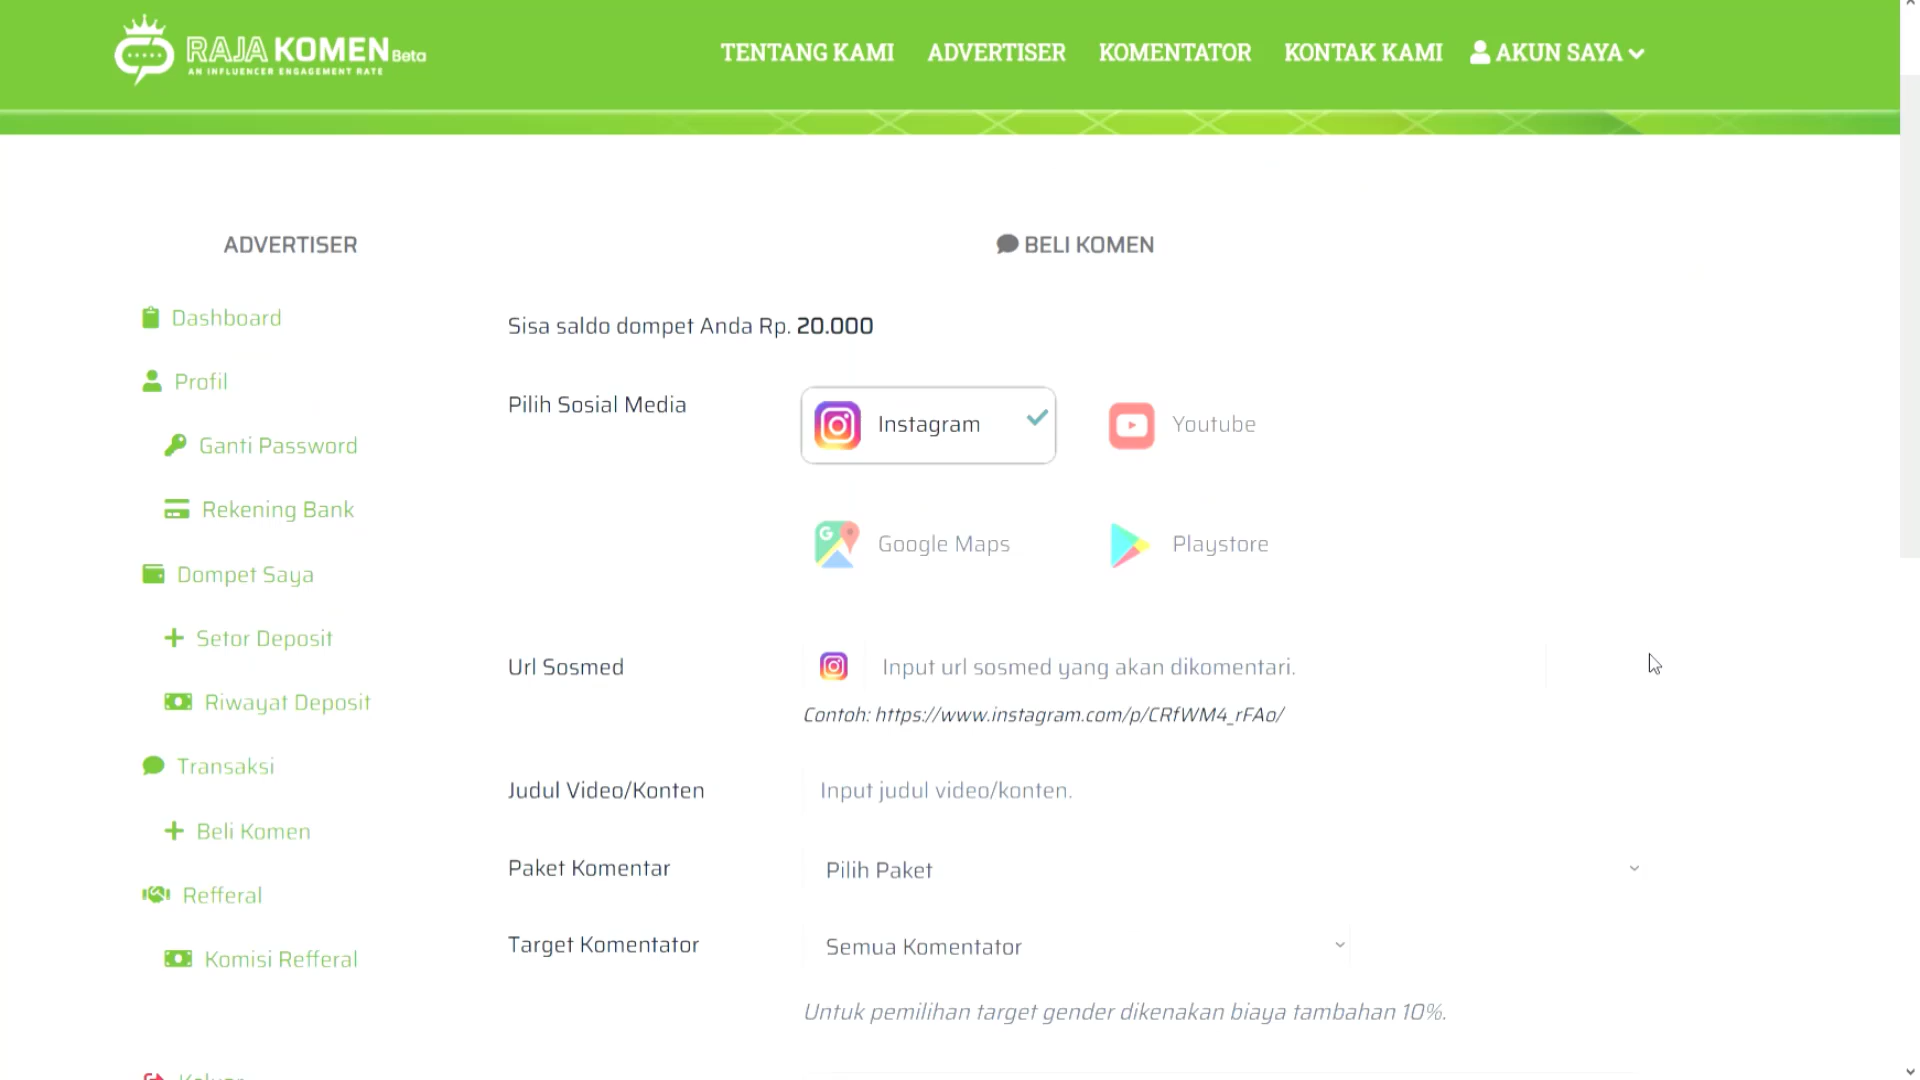 RAJA KOMEN Beta
AN INFLUENCER ENGAGEMENT RATE
TENTANG KAMI
ADVERTISER
KOMENTATOR
KONTAK KAMI
AKUN SAYA
ADVERTISER
Dashboard
Profil
Ganti Password
Rekening Bank
Dompet Saya
Setor Deposit
Riwayat Deposit
Transaksi
Beli Komen
Refferal
Komisi Refferal
BELI KOMEN
Sisa saldo dompet Anda Rp. 20.000
Pilih Sosial Media
Instagram
Youtube
Google Maps
Playstore
Url Sosmed
Input url sosmed yang akan dikomentari.
Contoh: https://www.instagram.com/p/CRfWM4_rFAo/
Judul Video/Konten
Input judul video/konten.
Paket Komentar
Pilih Paket
Target Komentator
Semua Komentator
Untuk pemilihan target gender dikenakan biaya tambahan 10%.